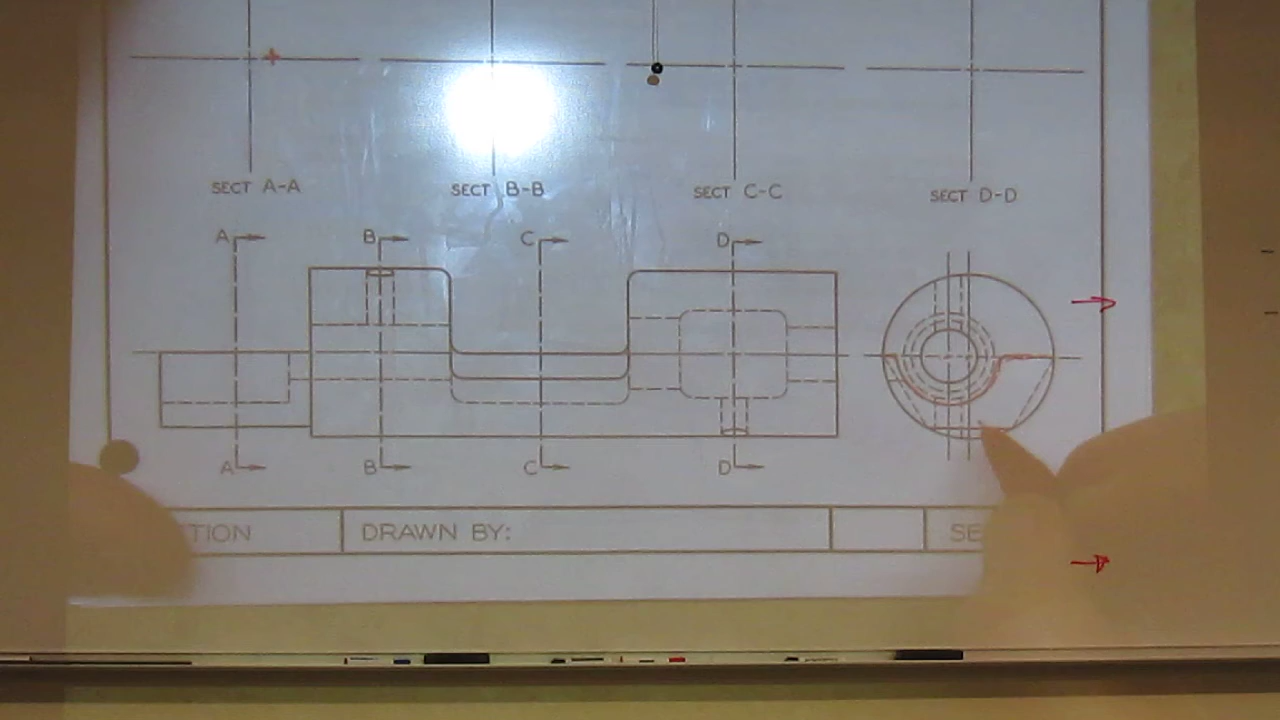 SECT A-A SECT B-B SECT C-C SECT D-D
A B C D
A B C D
TION DRAWN BY: SE